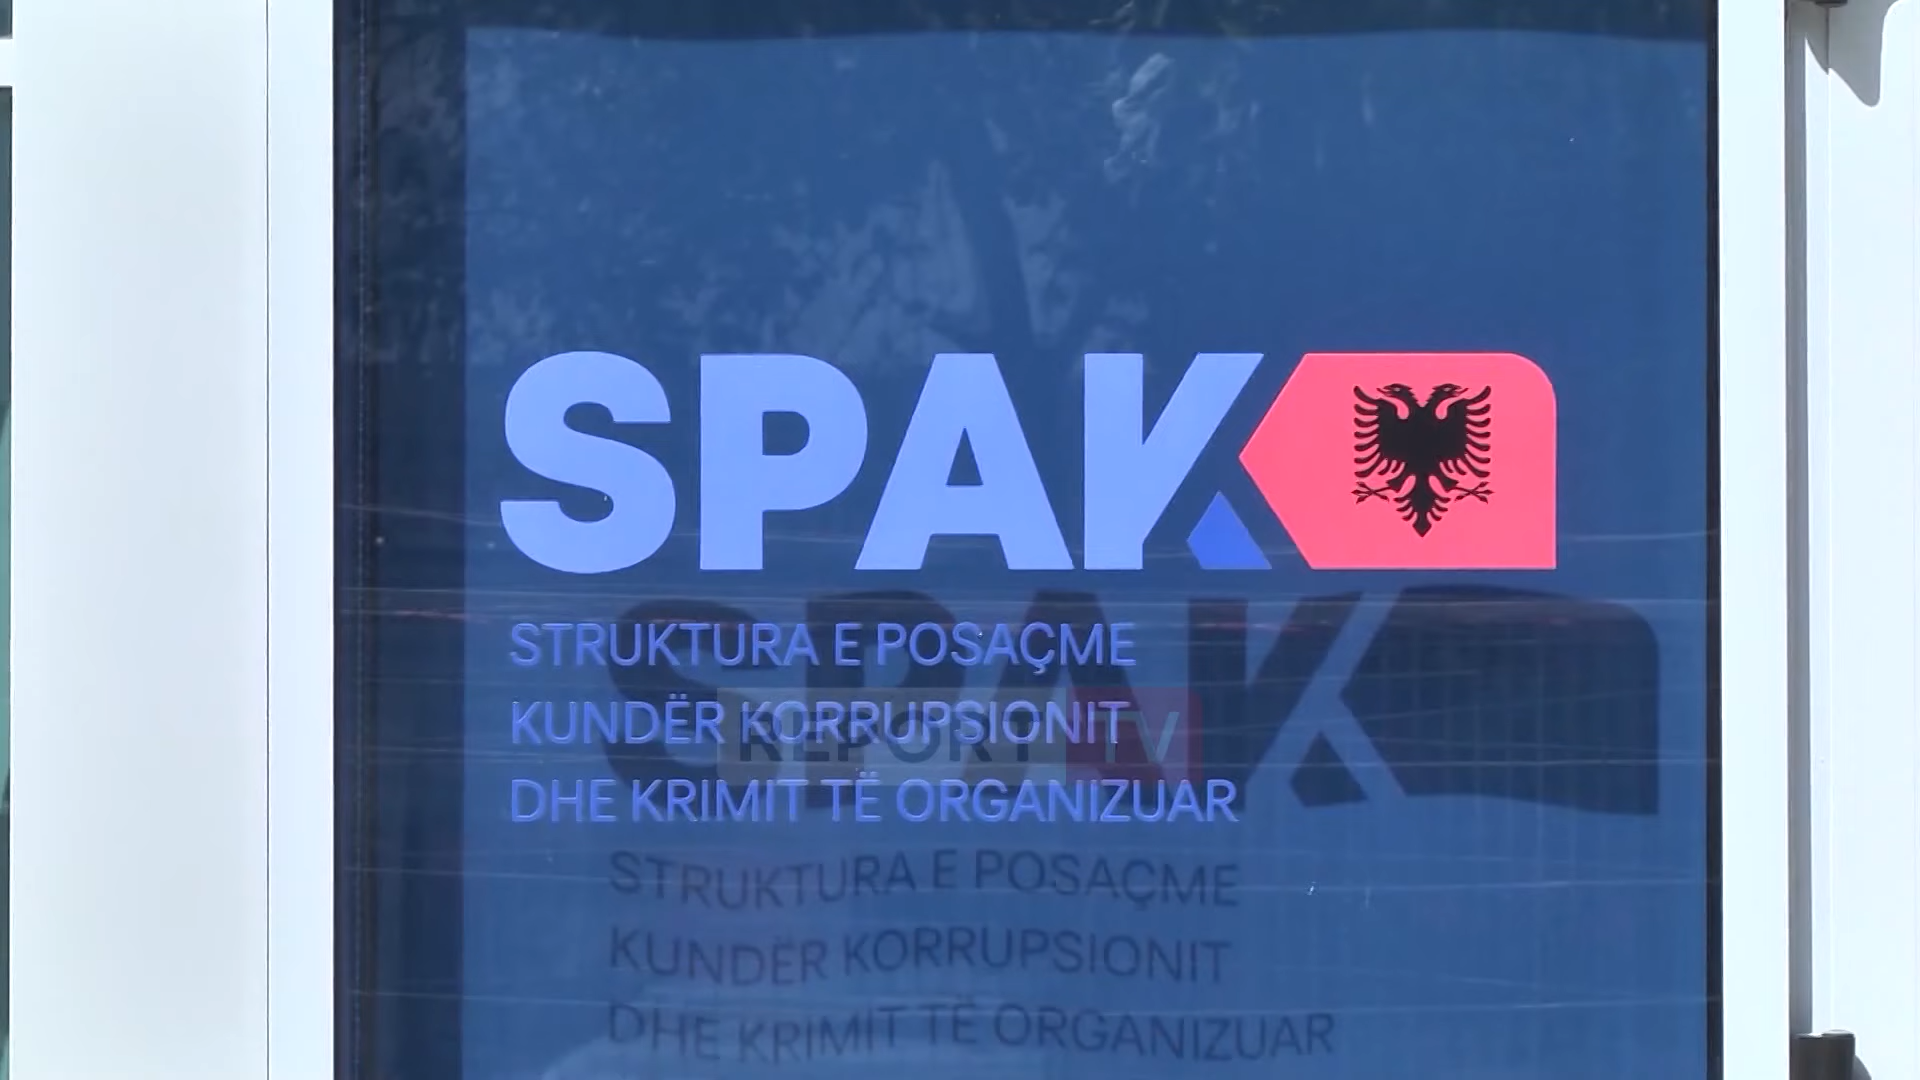 SPAK
STRUKTURA E POSAÇME
KUNDËR KORRUPSIONIT
DHE KRIMIT TË ORGANIZUAR
REPORT TV
SPAK
STRUKTURA E POSAÇME
KUNDËR KORRUPSIONIT
DHE KRIMIT TË ORGANIZUAR